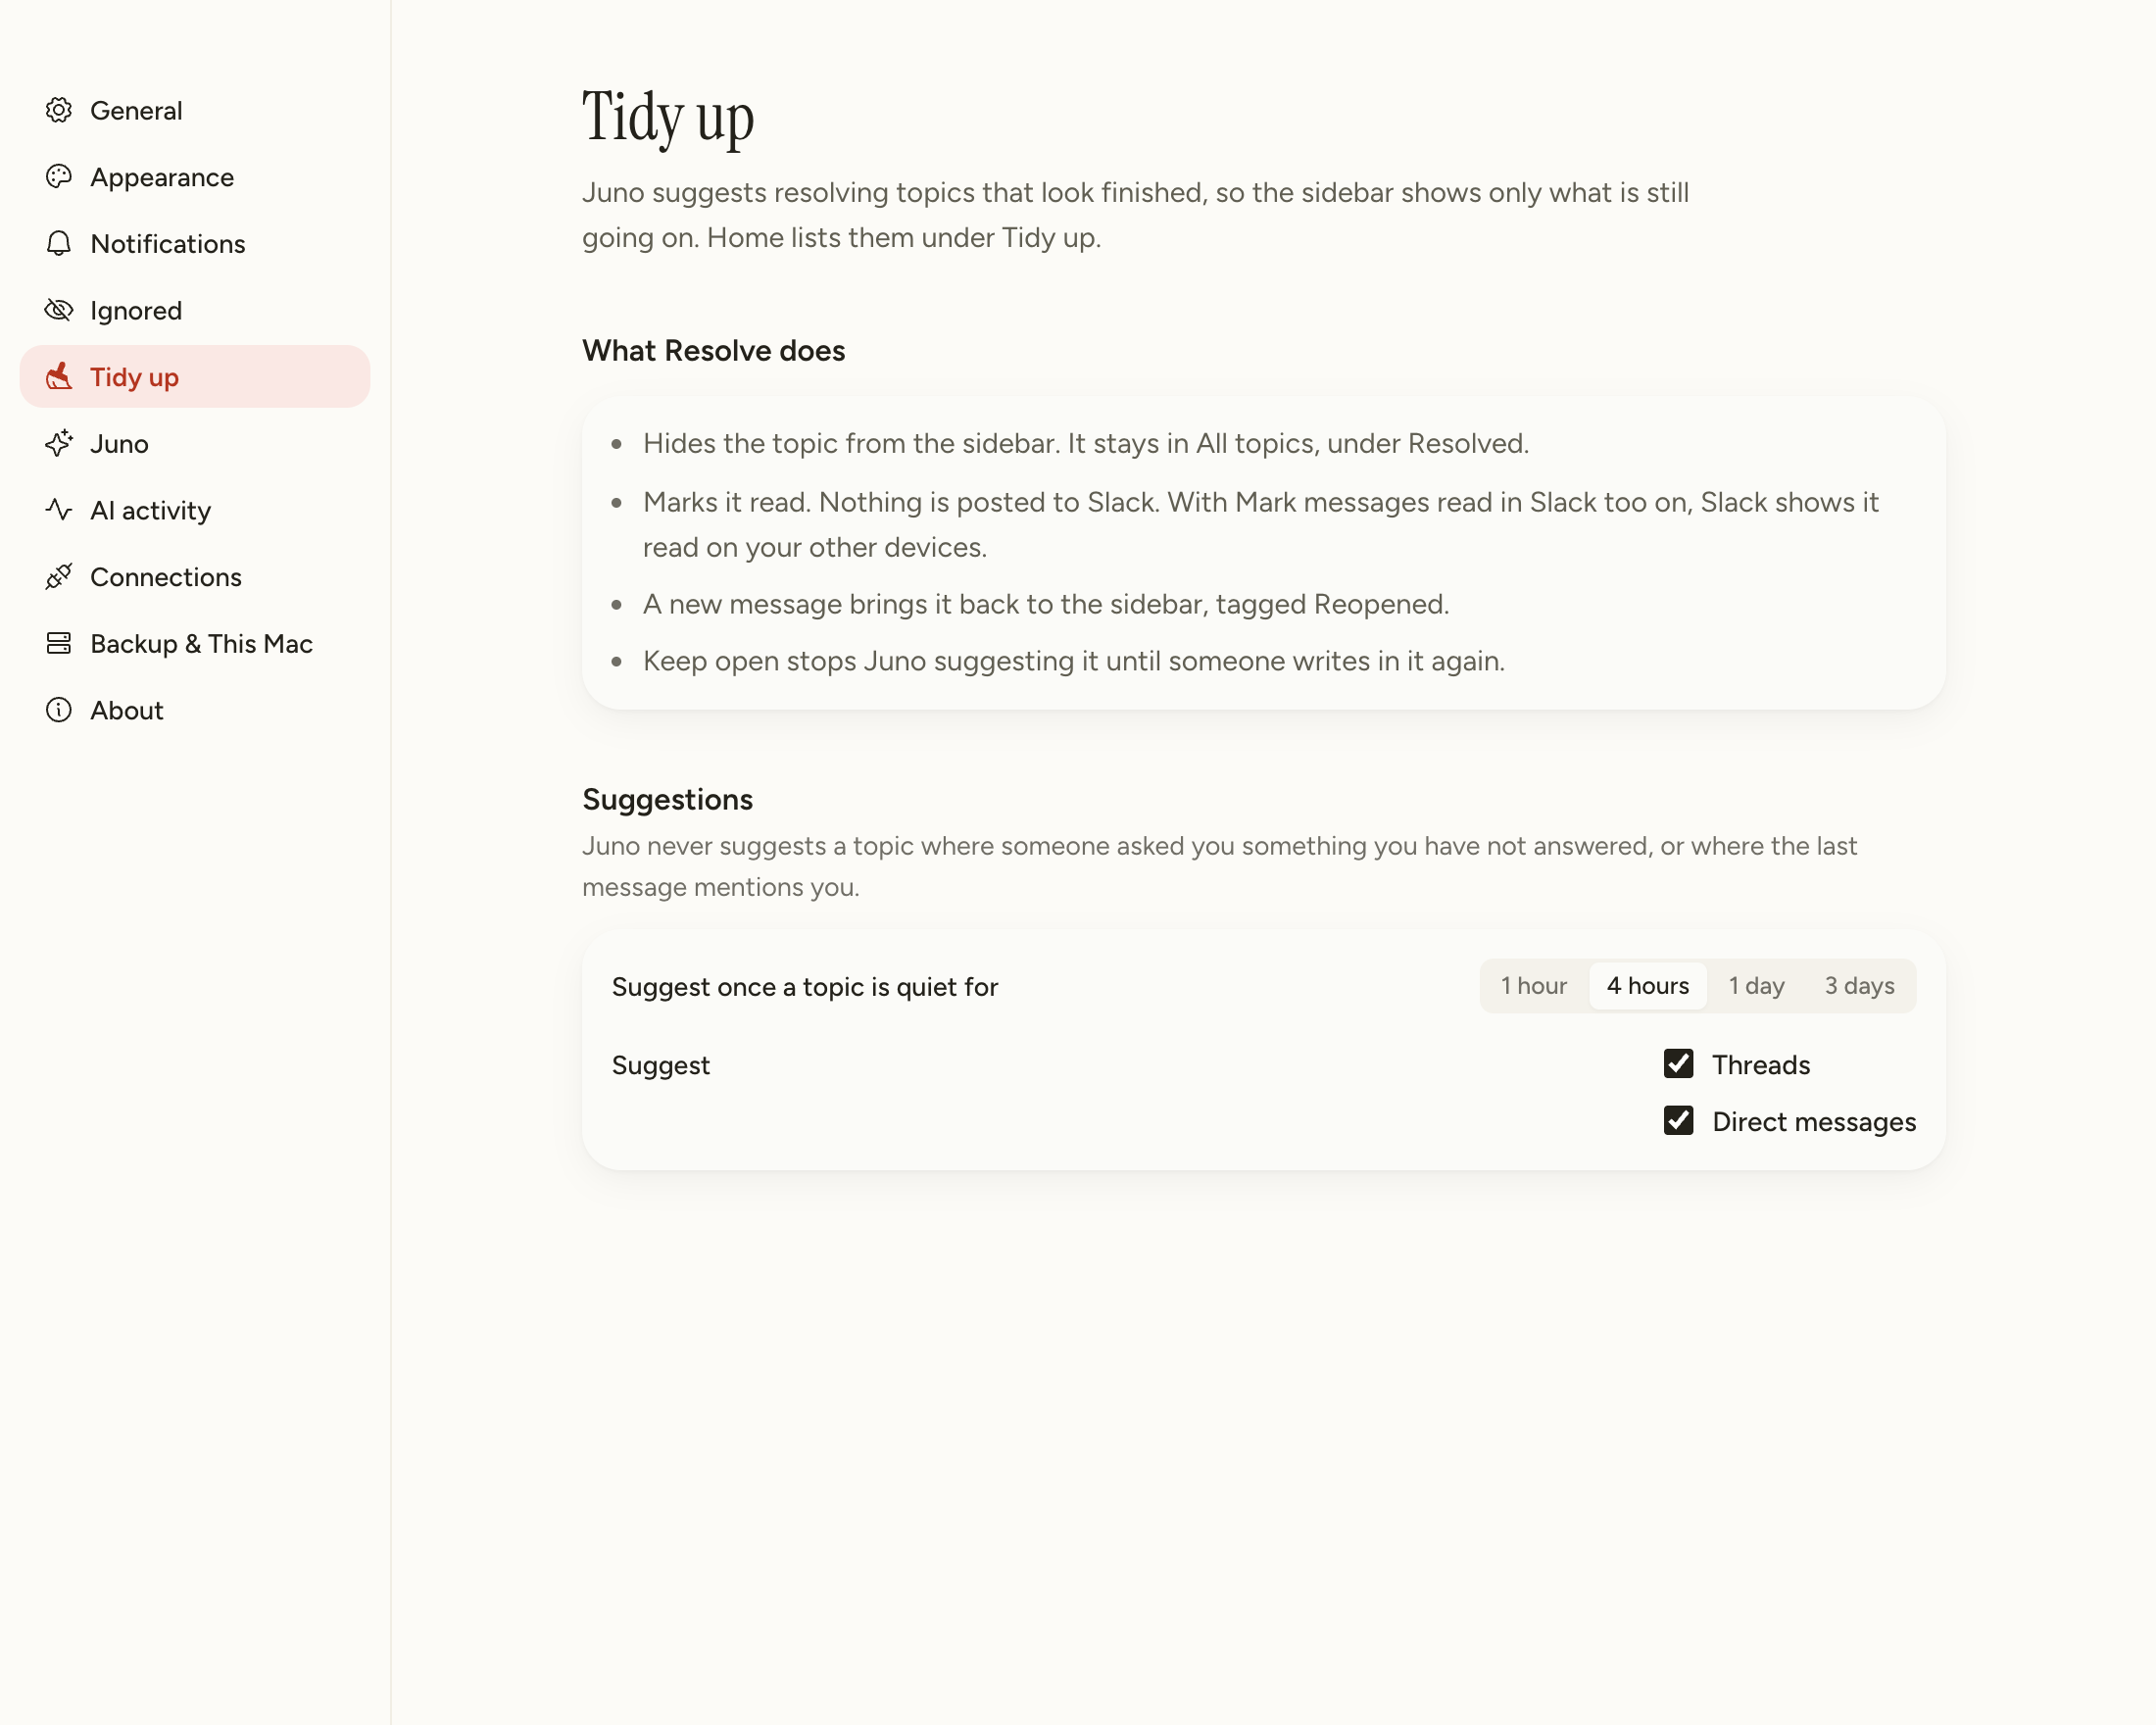 General
Appearance
Notifications
Ignored
Tidy up
Juno
AI activity
Connections
Backup & This Mac
About
Tidy up
Juno suggests resolving topics that look finished, so the sidebar shows only what is still
going on. Home lists them under Tidy up.
What Resolve does
• Hides the topic from the sidebar. It stays in All topics, under Resolved.
• Marks it read. Nothing is posted to Slack. With Mark messages read in Slack too on, Slack shows it
read on your other devices.
• A new message brings it back to the sidebar, tagged Reopened.
• Keep open stops Juno suggesting it until someone writes in it again.
Suggestions
Juno never suggests a topic where someone asked you something you have not answered, or where the last
message mentions you.
Suggest once a topic is quiet for 1 hour 4 hours 1 day 3 days
Suggest Threads
Direct messages